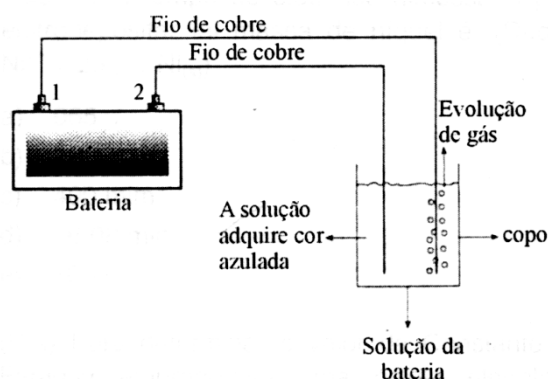 Fio de cobre
Fio de cobre
1
2
Bateria
Evolução
de gás
A solução
adquire cor
azulada
copo
Solução da
bateria